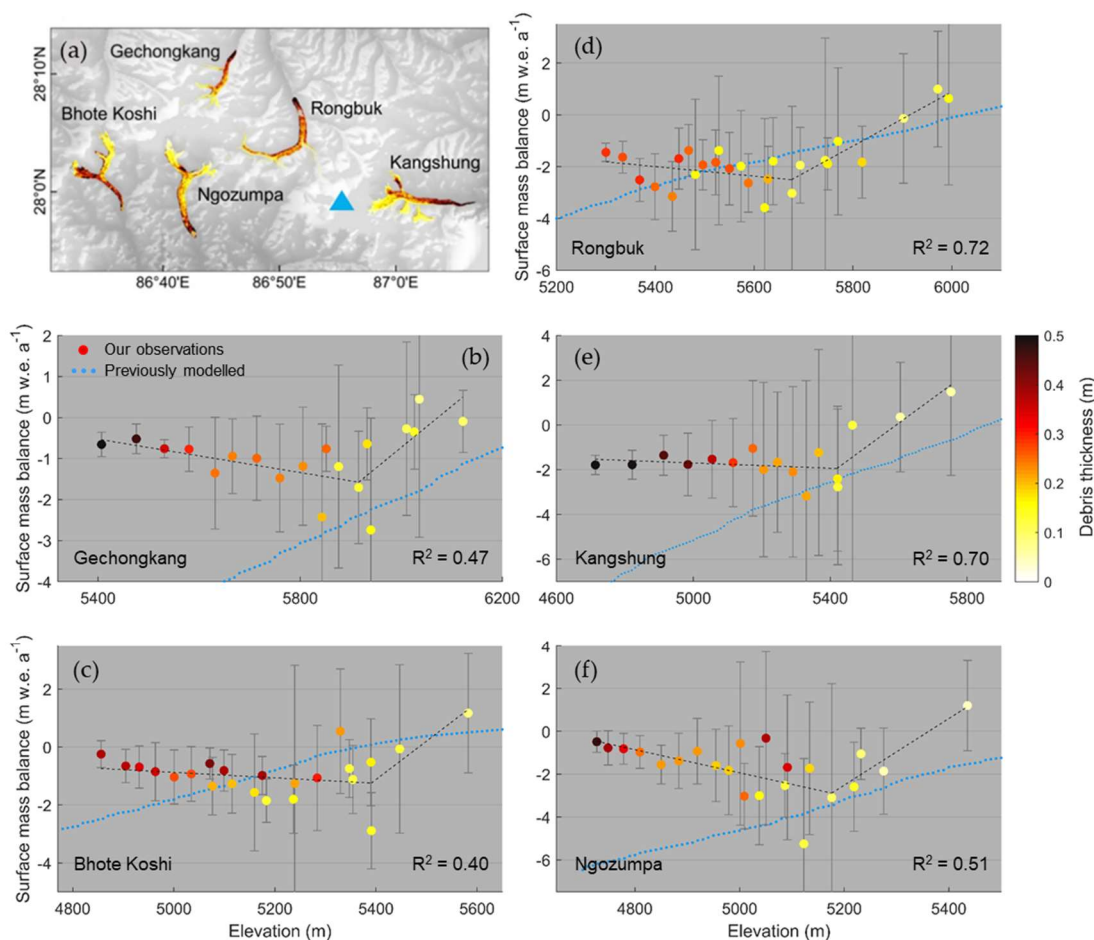 (a)
Gechongkang
Bhote Koshi
Rongbuk
Ngozumpa
Kangshung
28°10'N
28°0'N
86°40'E 86°50'E 87°0'E
(d)
Surface mass balance (m w.e. a-1)
2
0
-2
-4
-6
Rongbuk
R2 = 0.72
5200 5400 5600 5800 6000
(b)
Our observations
Previously modelled
Surface mass balance (m w.e. a-1)
2
1
0
-1
-2
-3
-4
Gechongkang
R2 = 0.47
5400 5800 6200
(e)
4
2
0
-2
-4
-6
Kangshung
R2 = 0.70
4600 5000 5400 5800
0.5
0.4
0.3
0.2
0.1
0
Debris thickness (m)
(c)
Surface mass balance (m w.e. a-1)
4
2
0
-2
-4
Bhote Koshi
R2 = 0.40
4800 5000 5200 5400 5600
Elevation (m)
(f)
4
2
0
-2
-4
-6
Ngozumpa
R2 = 0.51
4800 5000 5200 5400
Elevation (m)